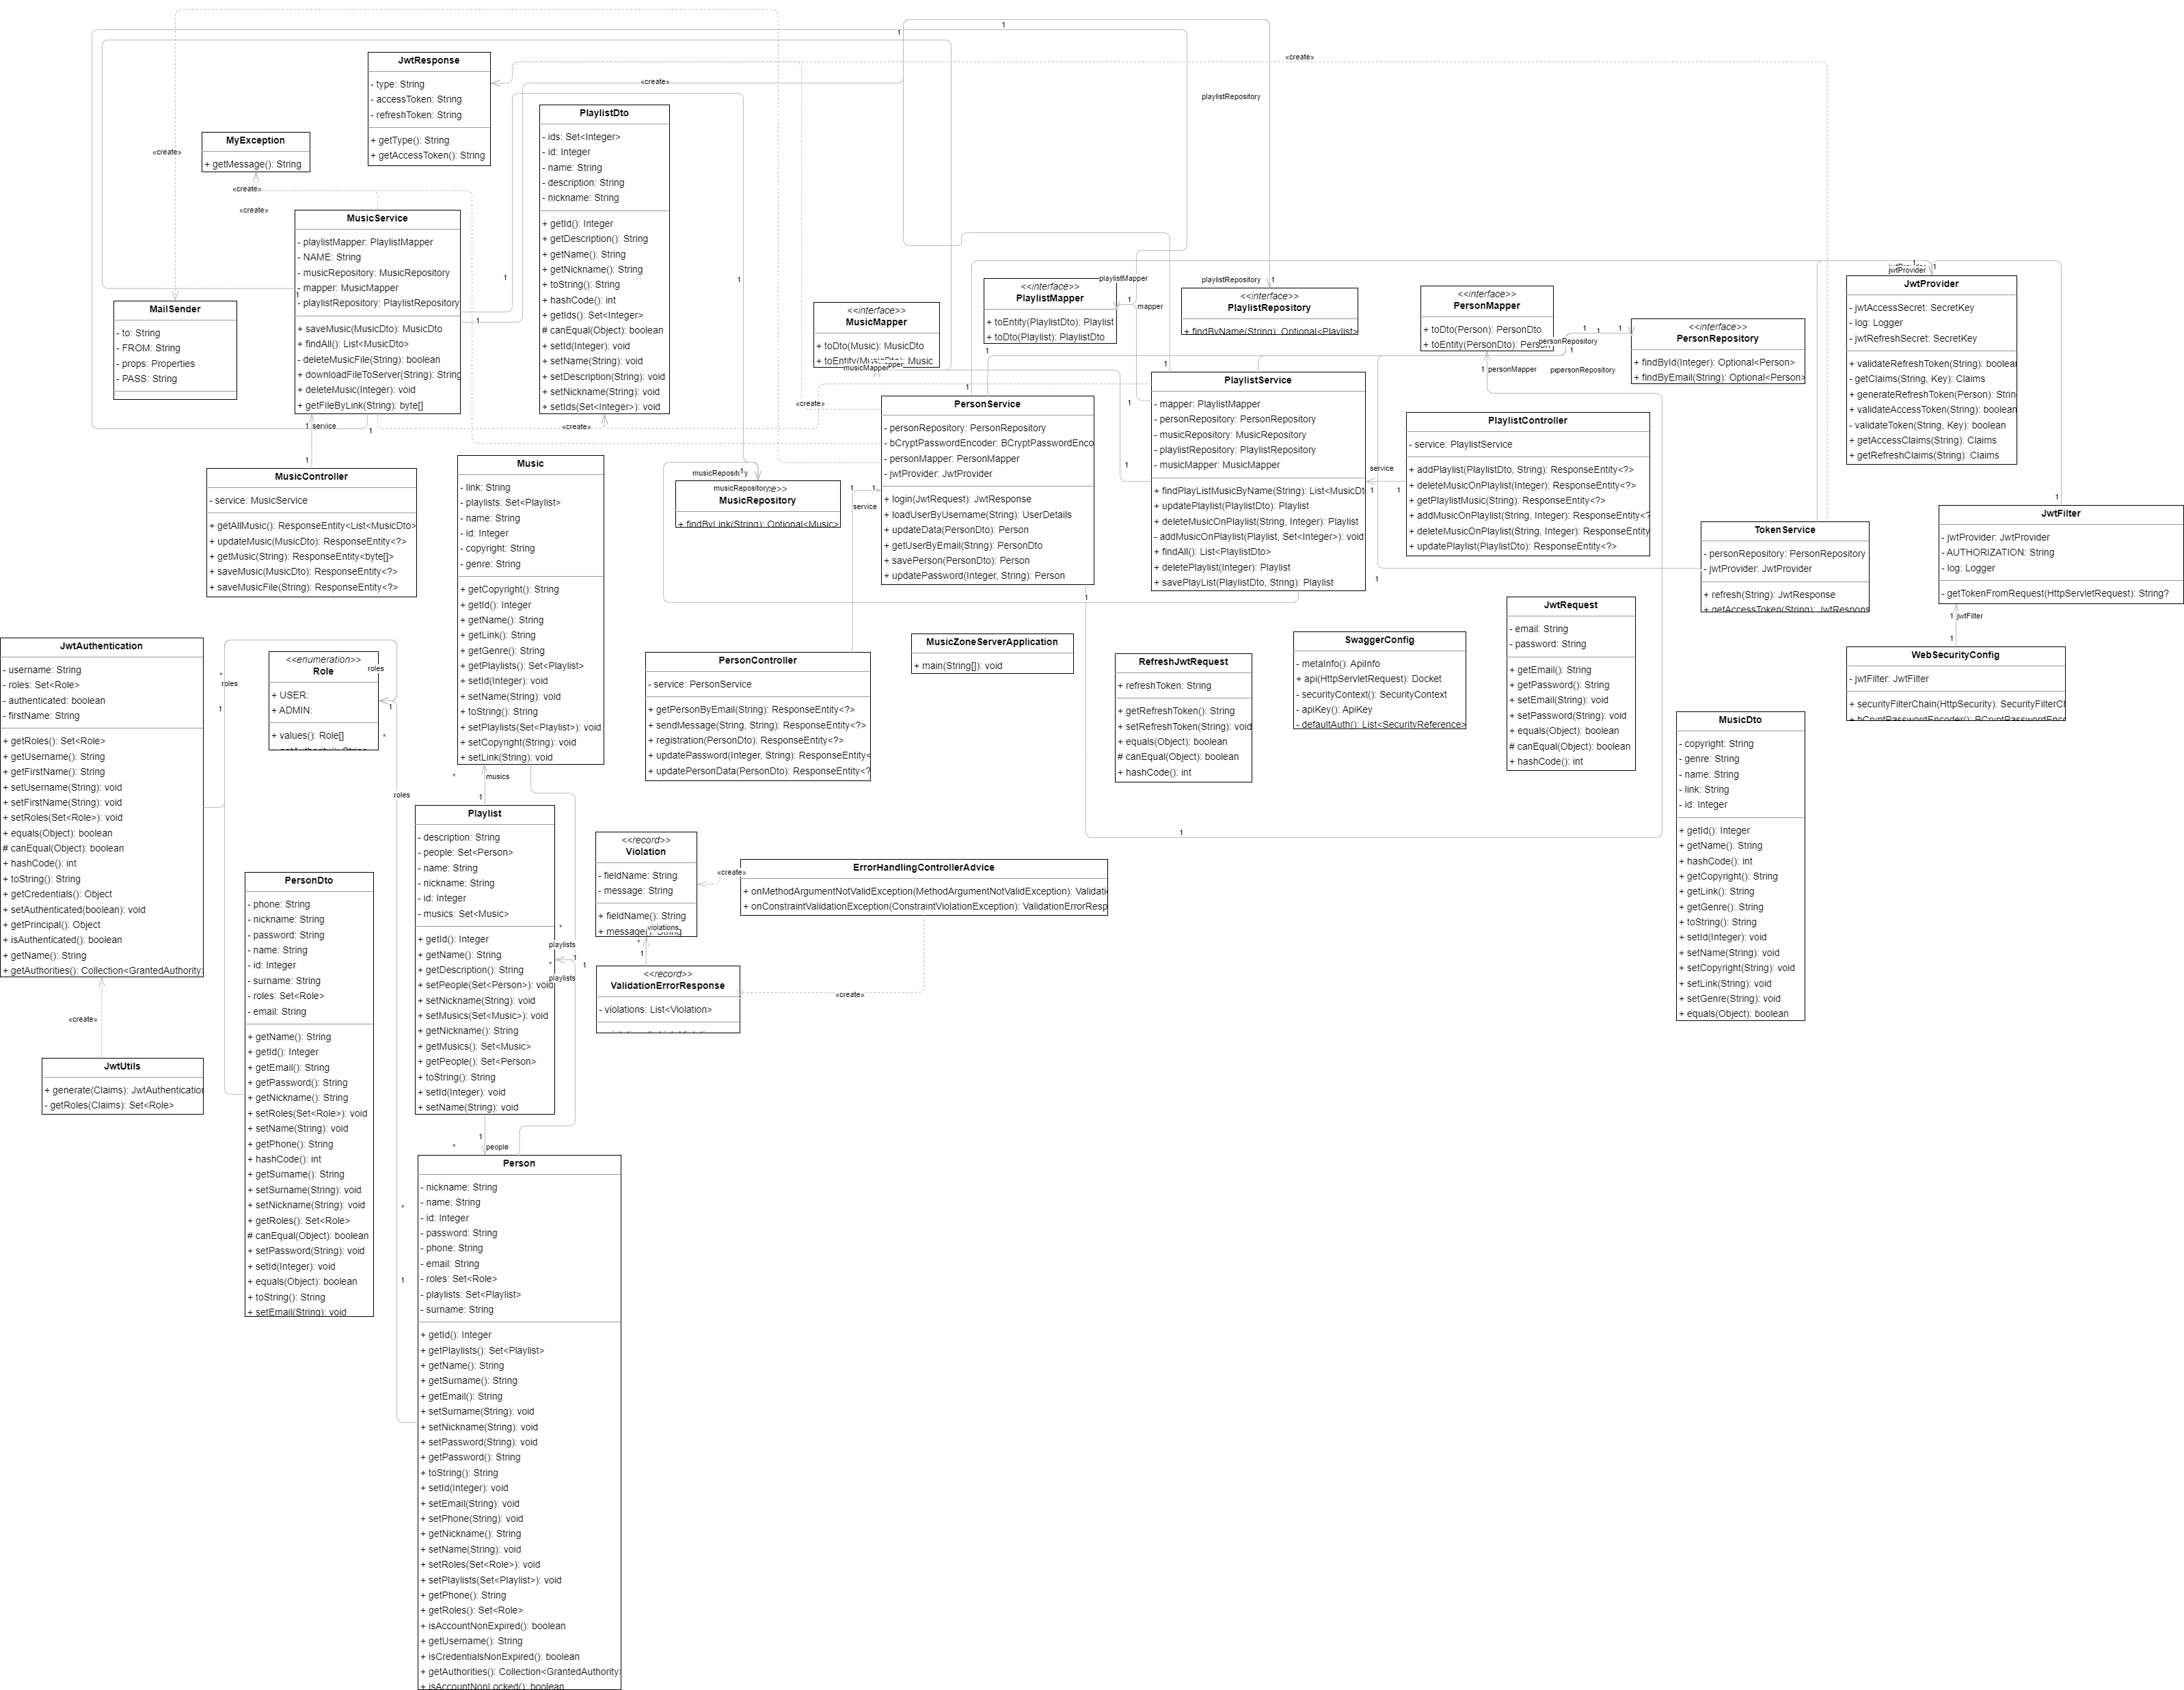 JwtResponse
- type: String
- accessToken: String
- refreshToken: String
+ getType(): String
+ getAccessToken(): String
MyException
+ getMessage(): String
PlaylistDto
- ids: Set<Integer>
- id: Integer
- name: String
- description: String
- nickname: String
+ getId(): Integer
+ getDescription(): String
+ getName(): String
+ getNickname(): String
+ toString(): String
+ hashCode(): int
+ getIds(): Set<Integer>
# canEqual(Object): boolean
+ setId(Integer): void
+ setName(String): void
+ setDescription(String): void
+ setNickname(String): void
+ setIds(Set<Integer>): void
MusicService
- playlistMapper: PlaylistMapper
- NAME: String
- musicRepository: MusicRepository
- mapper: MusicMapper
- playlistRepository: PlaylistRepository
+ saveMusic(MusicDto): MusicDto
+ findAll(): List<MusicDto>
- deleteMusicFile(String): boolean
+ downloadFileToServer(String): String
+ deleteMusic(Integer): void
+ getFileByLink(String): byte[]
MailSender
- to: String
- FROM: String
- props: Properties
- PASS: String
<<interface>>
MusicMapper
+ toDto(Music): MusicDto
+ toEntity(MusicDto): Music
musicMapper
<<interface>>
PlaylistMapper
+ toEntity(PlaylistDto): Playlist
+ toDto(Playlist): PlaylistDto
playlistMapper
mapper
<<interface>>
PlaylistRepository
+ findByName(String): Optional<Playlist>
playlistRepository
playlistRepository
<<interface>>
PersonMapper
+ toDto(Person): PersonDto
+ toEntity(PersonDto): Person
personMapper
<<interface>>
PersonRepository
+ findById(Integer): Optional<Person>
+ findByEmail(String): Optional<Person>
personRepository
personRepository
JwtProvider
- jwtAccessSecret: SecretKey
- log: Logger
- jwtRefreshSecret: SecretKey
+ validateRefreshToken(String): boolean
- getClaims(String, Key): Claims
+ generateRefreshToken(Person): String
+ validateAccessToken(String): boolean
- validateToken(String, Key): boolean
+ getAccessClaims(String): Claims
+ getRefreshClaims(String): Claims
jwtProvider
PersonService
- personRepository: PersonRepository
- bCryptPasswordEncoder: BCryptPasswordEnco
- personMapper: PersonMapper
- jwtProvider: JwtProvider
+ login(JwtRequest): JwtResponse
+ loadUserByUsername(String): UserDetails
+ updateData(PersonDto): Person
+ getUserByEmail(String): PersonDto
+ savePerson(PersonDto): Person
+ updatePassword(Integer, String): Person
PlaylistService
- mapper: PlaylistMapper
- personRepository: PersonRepository
- musicRepository: MusicRepository
- playlistRepository: PlaylistRepository
- musicMapper: MusicMapper
+ findPlayListMusicByName(String): List<MusicDt
+ updatePlaylist(PlaylistDto): Playlist
+ deleteMusicOnPlaylist(String, Integer): Playlist
- addMusicOnPlaylist(Playlist, Set<Integer>): void
+ findAll(): List<PlaylistDto>
+ deletePlaylist(Integer): Playlist
+ savePlayList(PlaylistDto, String): Playlist
PlaylistController
- service: PlaylistService
+ addPlaylist(PlaylistDto, String): ResponseEntity<?>
+ deleteMusicOnPlaylist(Integer): ResponseEntity<?>
+ getPlaylistMusic(String): ResponseEntity<?>
+ addMusicOnPlaylist(String, Integer): ResponseEntity<?
+ deleteMusicOnPlaylist(String, Integer): ResponseEntity
+ updatePlaylist(PlaylistDto): ResponseEntity<?>
service
MusicController
- service: MusicService
+ getAllMusic(): ResponseEntity<List<MusicDto>
+ updateMusic(MusicDto): ResponseEntity<?>
+ getMusic(String): ResponseEntity<byte[]>
+ saveMusic(MusicDto): ResponseEntity<?>
+ saveMusicFile(String): ResponseEntity<?>
service
Music
- link: String
- playlists: Set<Playlist>
- name: String
- id: Integer
- copyright: String
- genre: String
+ getCopyright(): String
+ getId(): Integer
+ getName(): String
+ getLink(): String
+ getGenre(): String
+ getPlaylists(): Set<Playlist>
+ setId(Integer): void
+ setName(String): void
+ toString(): String
+ setPlaylists(Set<Playlist>): void
+ setCopyright(String): void
+ setLink(String): void
musicRepository
musicRepository
MusicRepository
+ findByLink(String): Optional<Music>
TokenService
- personRepository: PersonRepository
- jwtProvider: JwtProvider
+ refresh(String): JwtResponse
+ getAccessToken(String): JwtRespons
JwtFilter
- jwtProvider: JwtProvider
- AUTHORIZATION: String
- log: Logger
- getTokenFromRequest(HttpServletRequest): String?
jwtFilter
WebSecurityConfig
- jwtFilter: JwtFilter
+ securityFilterChain(HttpSecurity): SecurityFilterCl
+ bCryptPasswordEncoder(): BCryptPasswordEnc
JwtAuthentication
- username: String
- roles: Set<Role>
- authenticated: boolean
- firstName: String
+ getRoles(): Set<Role>
+ getUsername(): String
+ getFirstName(): String
+ setUsername(String): void
+ setFirstName(String): void
+ setRoles(Set<Role>): void
+ equals(Object): boolean
# canEqual(Object): boolean
+ hashCode(): int
+ toString(): String
+ getCredentials(): Object
+ setAuthenticated(boolean): void
+ getPrincipal(): Object
+ isAuthenticated(): boolean
+ getName(): String
+ getAuthorities(): Collection<GrantedAuthority>
<<enumeration>>
Role
+ USER:
+ ADMIN:
+ values(): Role[]
+ getAuthority(): String
roles
roles
roles
PersonController
- service: PersonService
+ getPersonByEmail(String): ResponseEntity<?>
+ sendMessage(String, String): ResponseEntity<?>
+ registration(PersonDto): ResponseEntity<?>
+ updatePassword(Integer, String): ResponseEntity<
+ updatePersonData(PersonDto): ResponseEntity<?
service
MusicZoneServerApplication
+ main(String[]): void
RefreshJwtRequest
+ refreshToken: String
+ getRefreshToken(): String
+ setRefreshToken(String): void
+ equals(Object): boolean
# canEqual(Object): boolean
+ hashCode(): int
SwaggerConfig
- metaInfo(): ApiInfo
+ api(HttpServletRequest): Docket
- securityContext(): SecurityContext
- apiKey(): ApiKey
- defaultAuth(): List<SecurityReference>
JwtRequest
- email: String
- password: String
+ getEmail(): String
+ getPassword(): String
+ setEmail(String): void
+ setPassword(String): void
+ equals(Object): boolean
# canEqual(Object): boolean
+ hashCode(): int
MusicDto
- copyright: String
- genre: String
- name: String
- link: String
- id: Integer
+ getId(): Integer
+ getName(): String
+ hashCode(): int
+ getCopyright(): String
+ getLink(): String
+ getGenre(): String
+ toString(): String
+ setId(Integer): void
+ setName(String): void
+ setCopyright(String): void
+ setLink(String): void
+ setGenre(String): void
+ equals(Object): boolean
musics
Playlist
- description: String
- people: Set<Person>
- name: String
- nickname: String
- id: Integer
- musics: Set<Music>
+ getId(): Integer
+ getName(): String
+ getDescription(): String
+ setPeople(Set<Person>): void
+ setNickname(String): void
+ setMusics(Set<Music>): void
+ getNickname(): String
+ getMusics(): Set<Music>
+ getPeople(): Set<Person>
+ toString(): String
+ setId(Integer): void
+ setName(String): void
playlists
playlists
people
<<record>>
Violation
- fieldName: String
- message: String
+ fieldName(): String
+ message(): String
violations
<<record>>
ValidationErrorResponse
- violations: List<Violation>
ErrorHandlingControllerAdvice
+ onMethodArgumentNotValidException(MethodArgumentNotValidException): Validati
+ onConstraintValidationException(ConstraintViolationException): ValidationErrorResp
«create»
«create»
PersonDto
- phone: String
- nickname: String
- password: String
- name: String
- id: Integer
- surname: String
- roles: Set<Role>
- email: String
+ getName(): String
+ getId(): Integer
+ getEmail(): String
+ getPassword(): String
+ getNickname(): String
+ setRoles(Set<Role>): void
+ setName(String): void
+ getPhone(): String
+ hashCode(): int
+ getSurname(): String
+ setSurname(String): void
+ setNickname(String): void
+ getRoles(): Set<Role>
# canEqual(Object): boolean
+ setPassword(String): void
+ setId(Integer): void
+ equals(Object): boolean
+ toString(): String
+ setEmail(String): void
«create»
JwtUtils
+ generate(Claims): JwtAuthentication
- getRoles(Claims): Set<Role>
Person
- nickname: String
- name: String
- id: Integer
- password: String
- phone: String
- email: String
- roles: Set<Role>
- playlists: Set<Playlist>
- surname: String
+ getId(): Integer
+ getPlaylists(): Set<Playlist>
+ getName(): String
+ getSurname(): String
+ getEmail(): String
+ setSurname(String): void
+ setNickname(String): void
+ setPassword(String): void
+ getPassword(): String
+ toString(): String
+ setId(Integer): void
+ setEmail(String): void
+ setPhone(String): void
+ getNickname(): String
+ setName(String): void
+ setRoles(Set<Role>): void
+ setPlaylists(Set<Playlist>): void
+ getPhone(): String
+ getRoles(): Set<Role>
+ isAccountNonExpired(): boolean
+ getUsername(): String
+ isCredentialsNonExpired(): boolean
+ getAuthorities(): Collection<GrantedAuthority>
+ isAccountNonLocked(): boolean